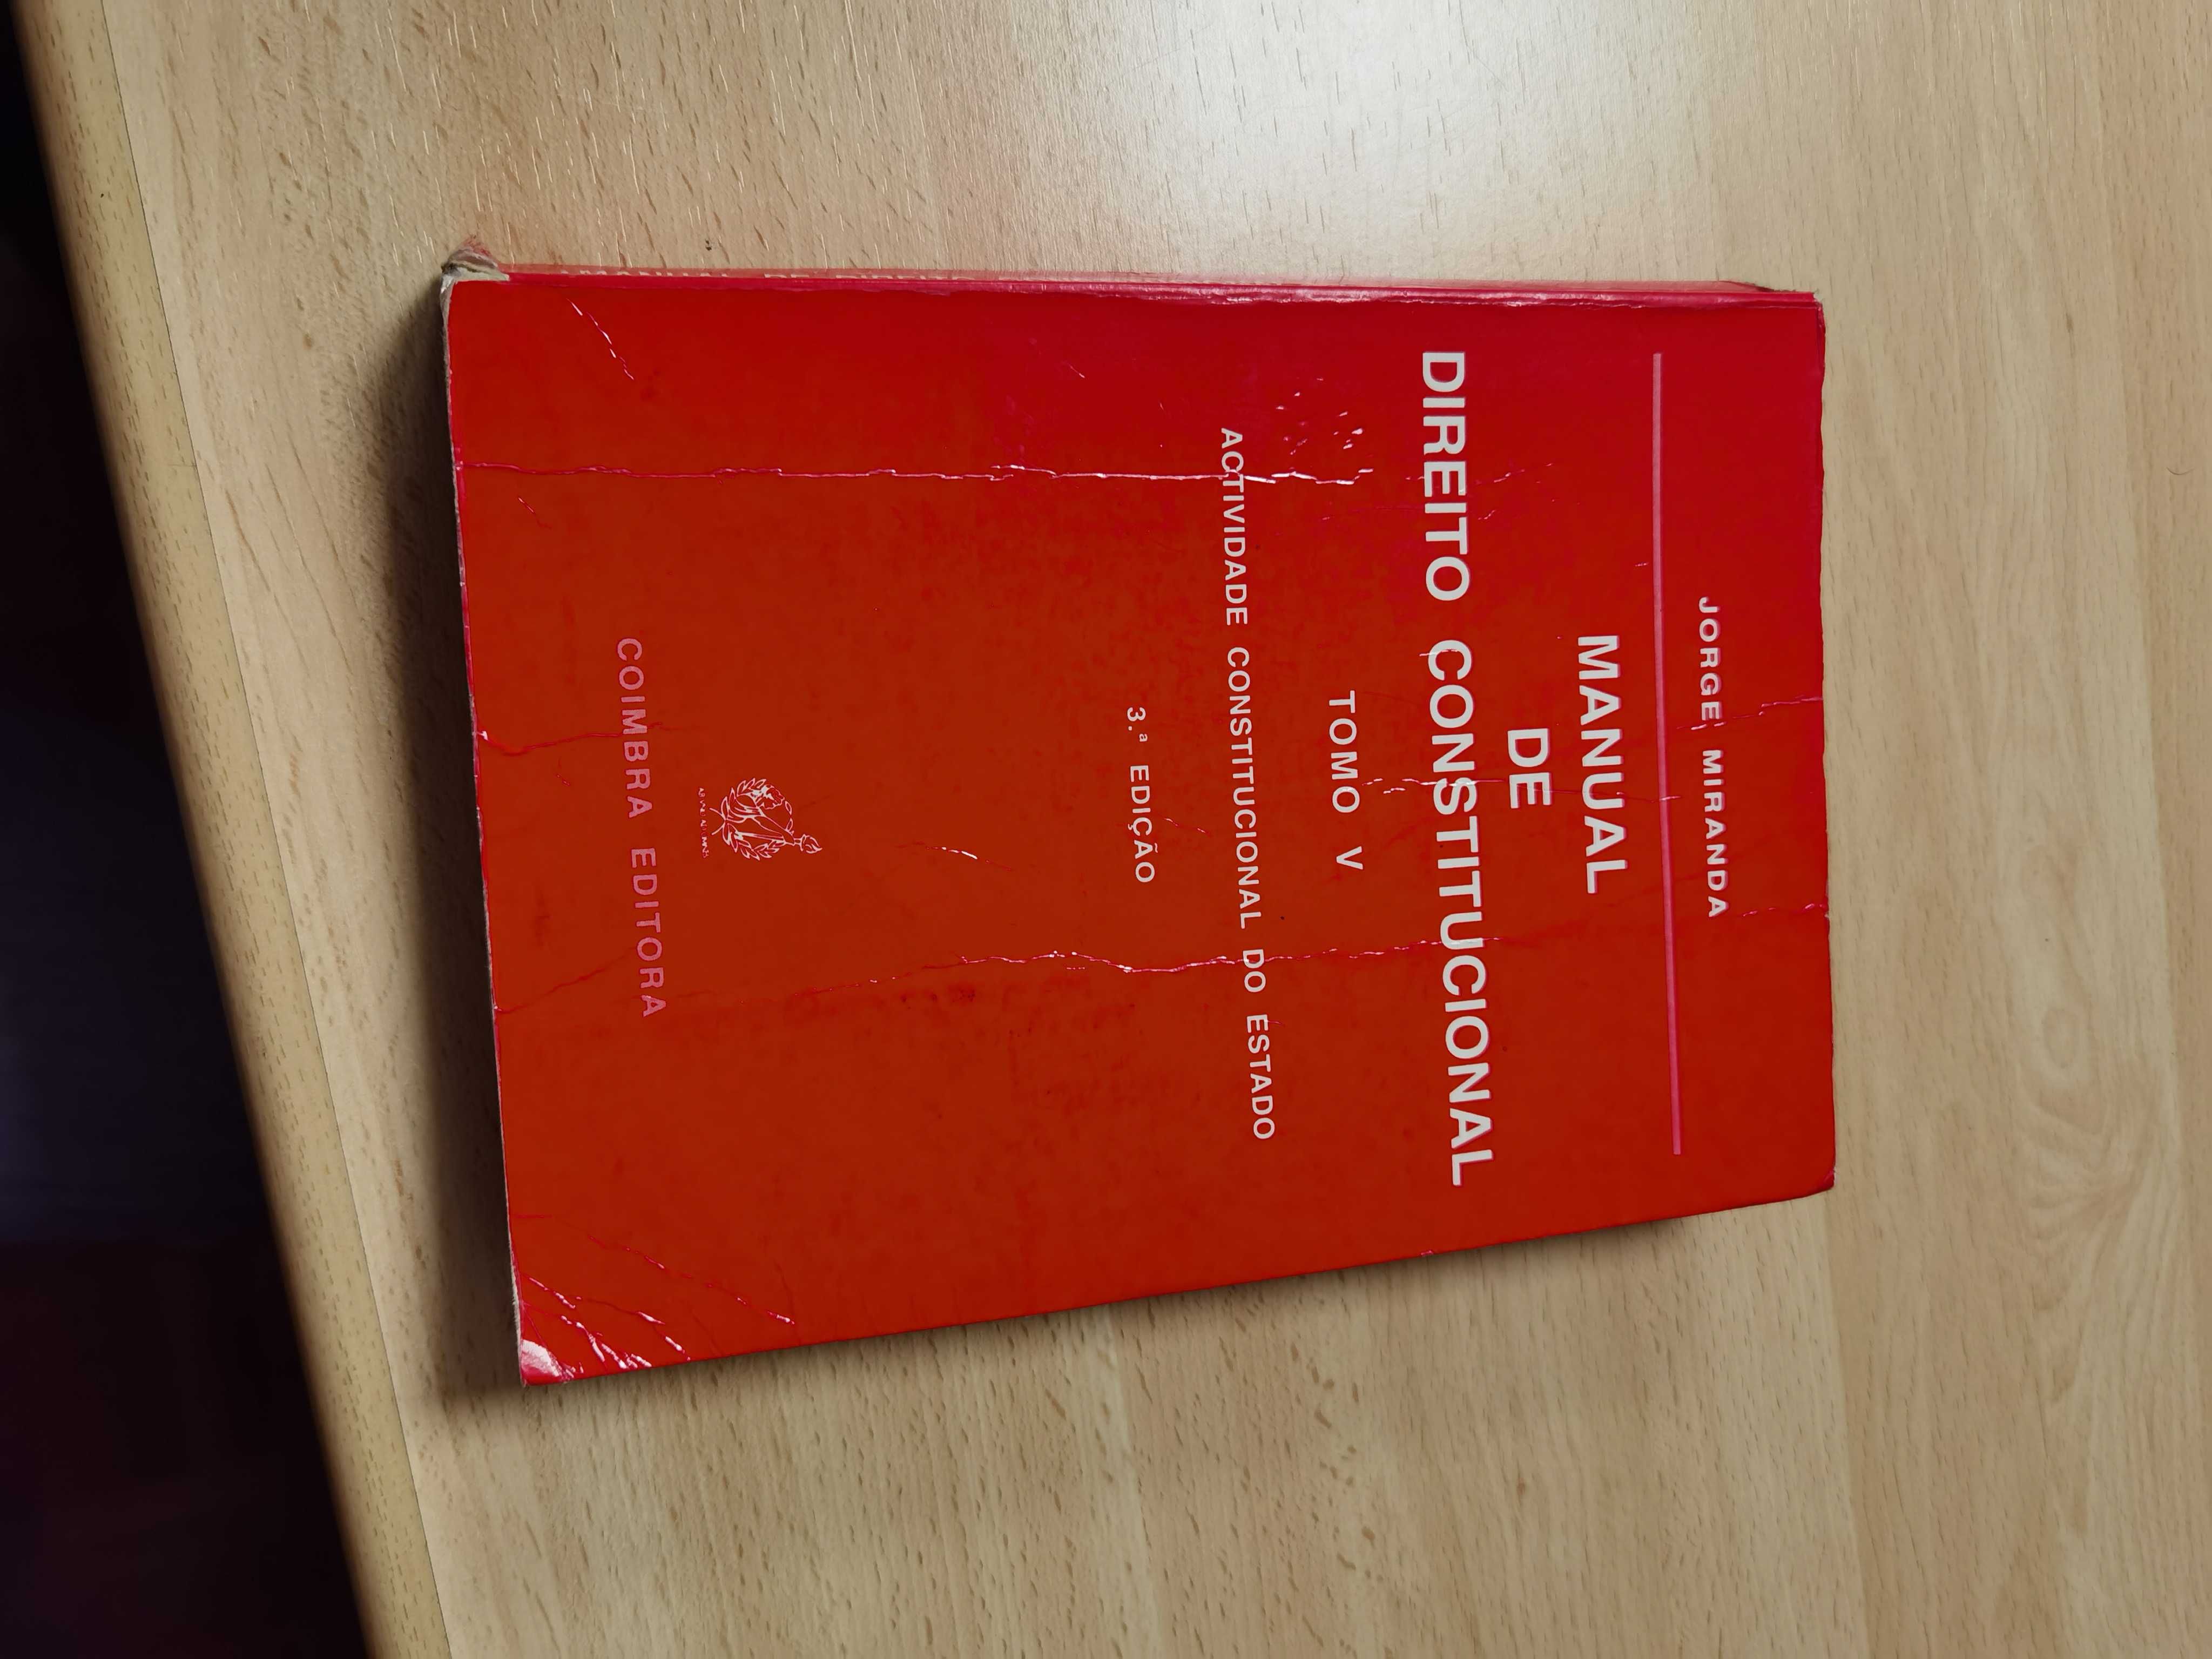 JORGE MIRANDA
MANUAL
DE
DIREITO CONSTITUCIONAL
TOMO V
ACTIVIDADE CONSTITUCIONAL DO ESTADO
3.ª EDIÇÃO
COIMBRA EDITORA